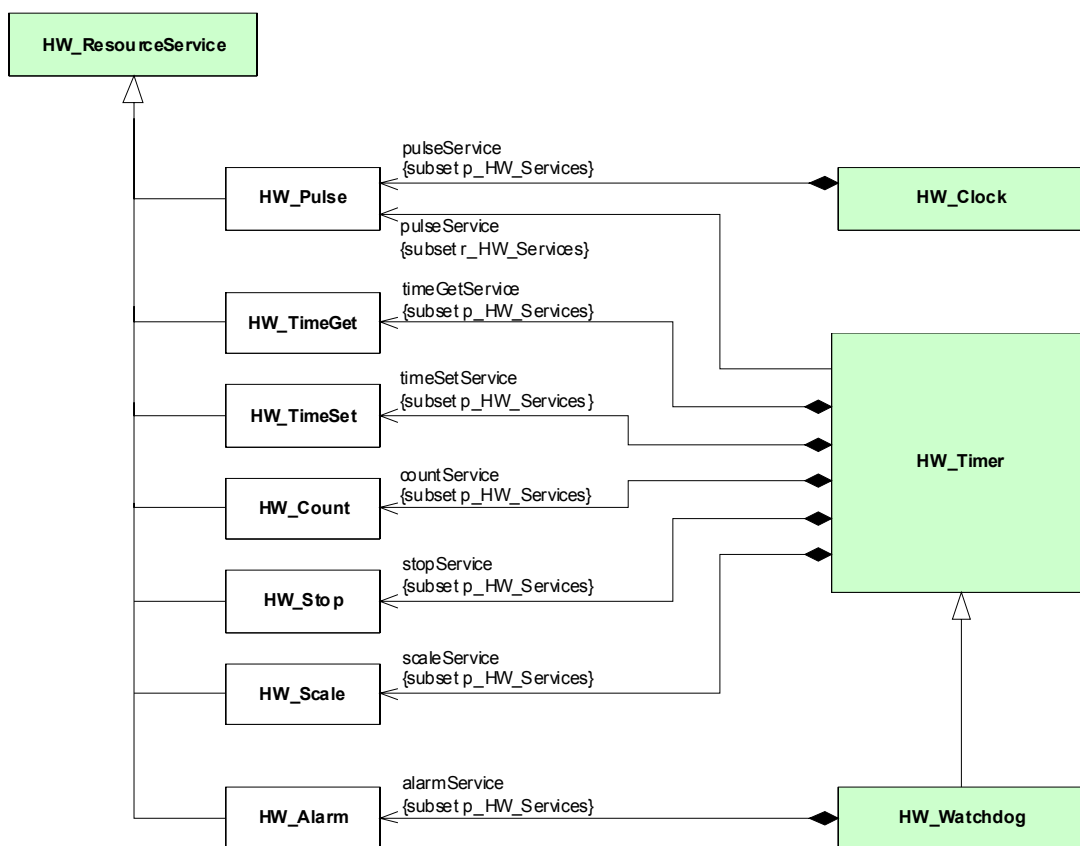 HW_ResourceService
pulseService
{subset p_HW_Services}
HW_Pulse
HW_Clock
pulseService
{subset r_HW_Services}
timeGetService
{subset p_HW_Services}
HW_TimeGet
timeSetService
{subset p_HW_Services}
HW_TimeSet
HW_Timer
countService
{subset p_HW_Services}
HW_Count
stopService
{subset p_HW_Services}
HW_Stop
scaleService
{subset p_HW_Services}
HW_Scale
alarmService
{subset p_HW_Services}
HW_Alarm
HW_Watchdog